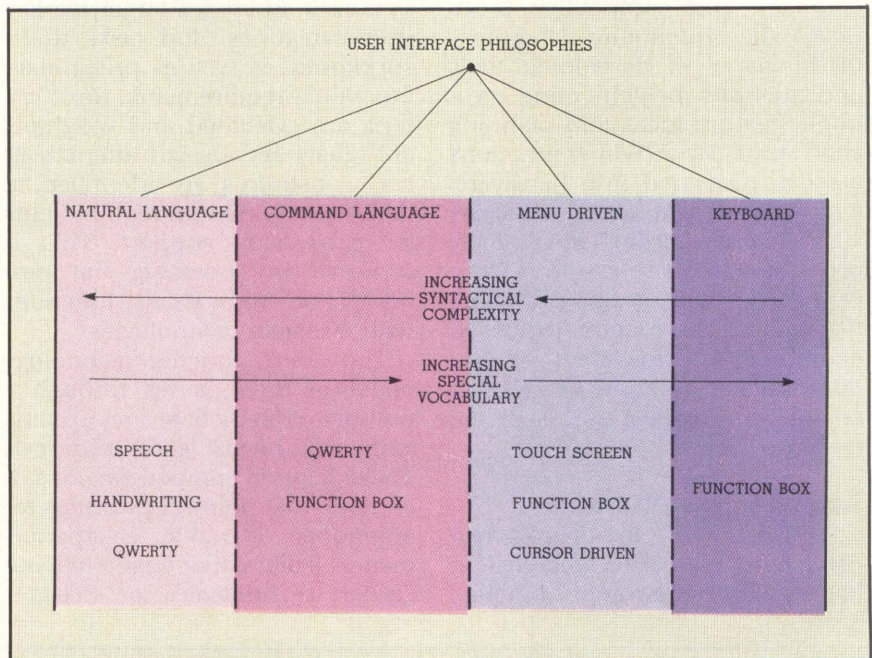 USER INTERFACE PHILOSOPHIES
NATURAL LANGUAGE
COMMAND LANGUAGE
MENU DRIVEN
KEYBOARD
INCREASING
SYNTACTICAL
COMPLEXITY
INCREASING
SPECIAL
VOCABULARY
SPEECH
HANDWRITING
QWERTY
QWERTY
FUNCTION BOX
TOUCH SCREEN
FUNCTION BOX
CURSOR DRIVEN
FUNCTION BOX